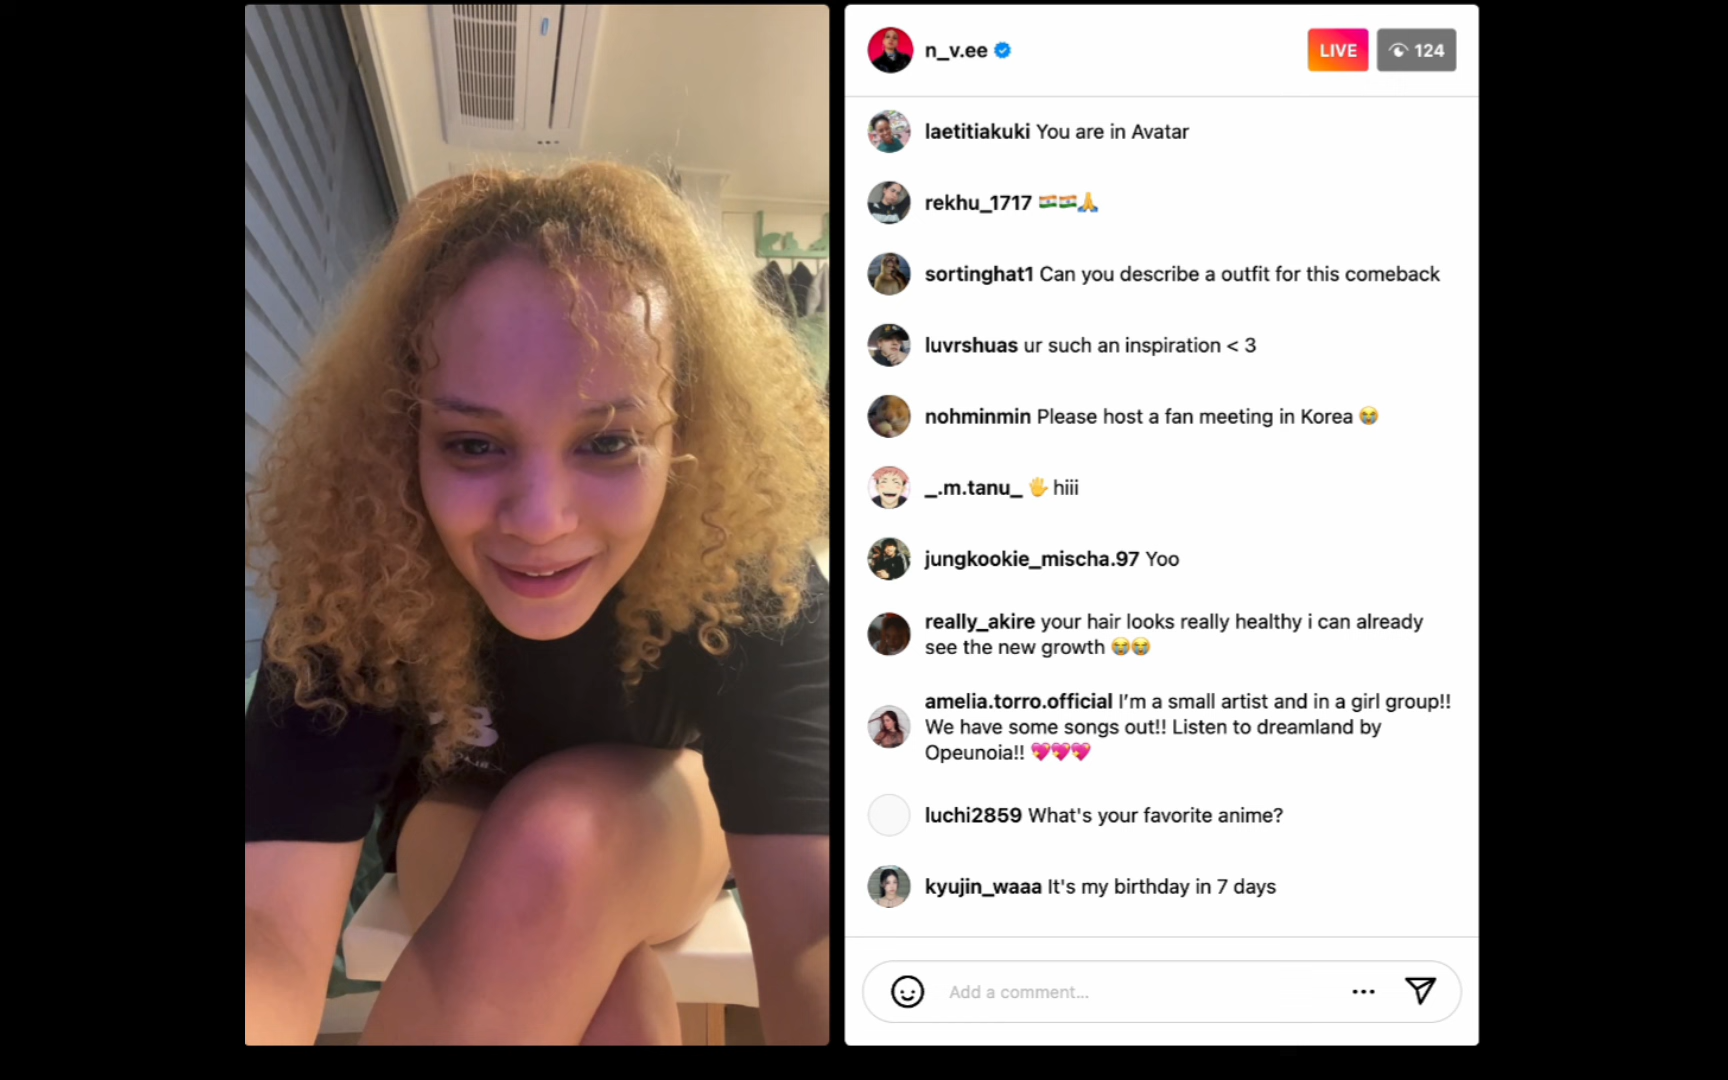 n_v.ee
LIVE
124
laetitiakuki You are in Avatar
rekhu_1717 🇮🇳🇮🇳🙏
sortinghat1 Can you describe a outfit for this comeback
luvrshuas ur such an inspiration < 3
nohminmin Please host a fan meeting in Korea 😭
_.m.tanu_ 🖐 hiii
jungkookie_mischa.97 Yoo
really_akire your hair looks really healthy i can already
see the new growth 😭😭
amelia.torro.official I’m a small artist and in a girl group!!
We have some songs out!! Listen to dreamland by
Opeunoia!! 💖💖💖
luchi2859 What's your favorite anime?
kyujin_waaa It's my birthday in 7 days
Add a comment...